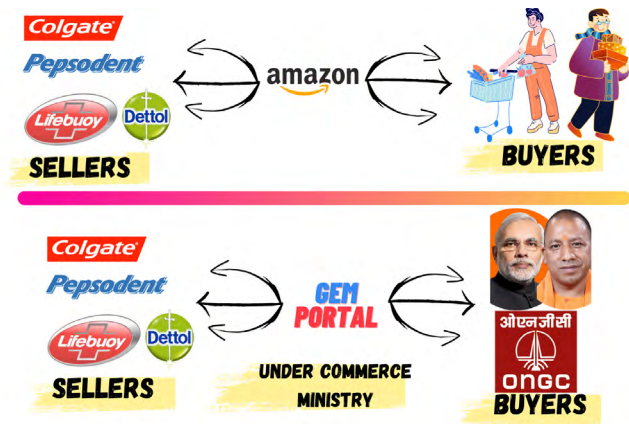 Colgate
Pepsodent
Lifebuoy
Dettol
SELLERS
amazon
BUYERS
Colgate
Pepsodent
Lifebuoy
Dettol
SELLERS
GEM
PORTAL
UNDER COMMERCE
MINISTRY
ओएनजीसी
ONGC
BUYERS